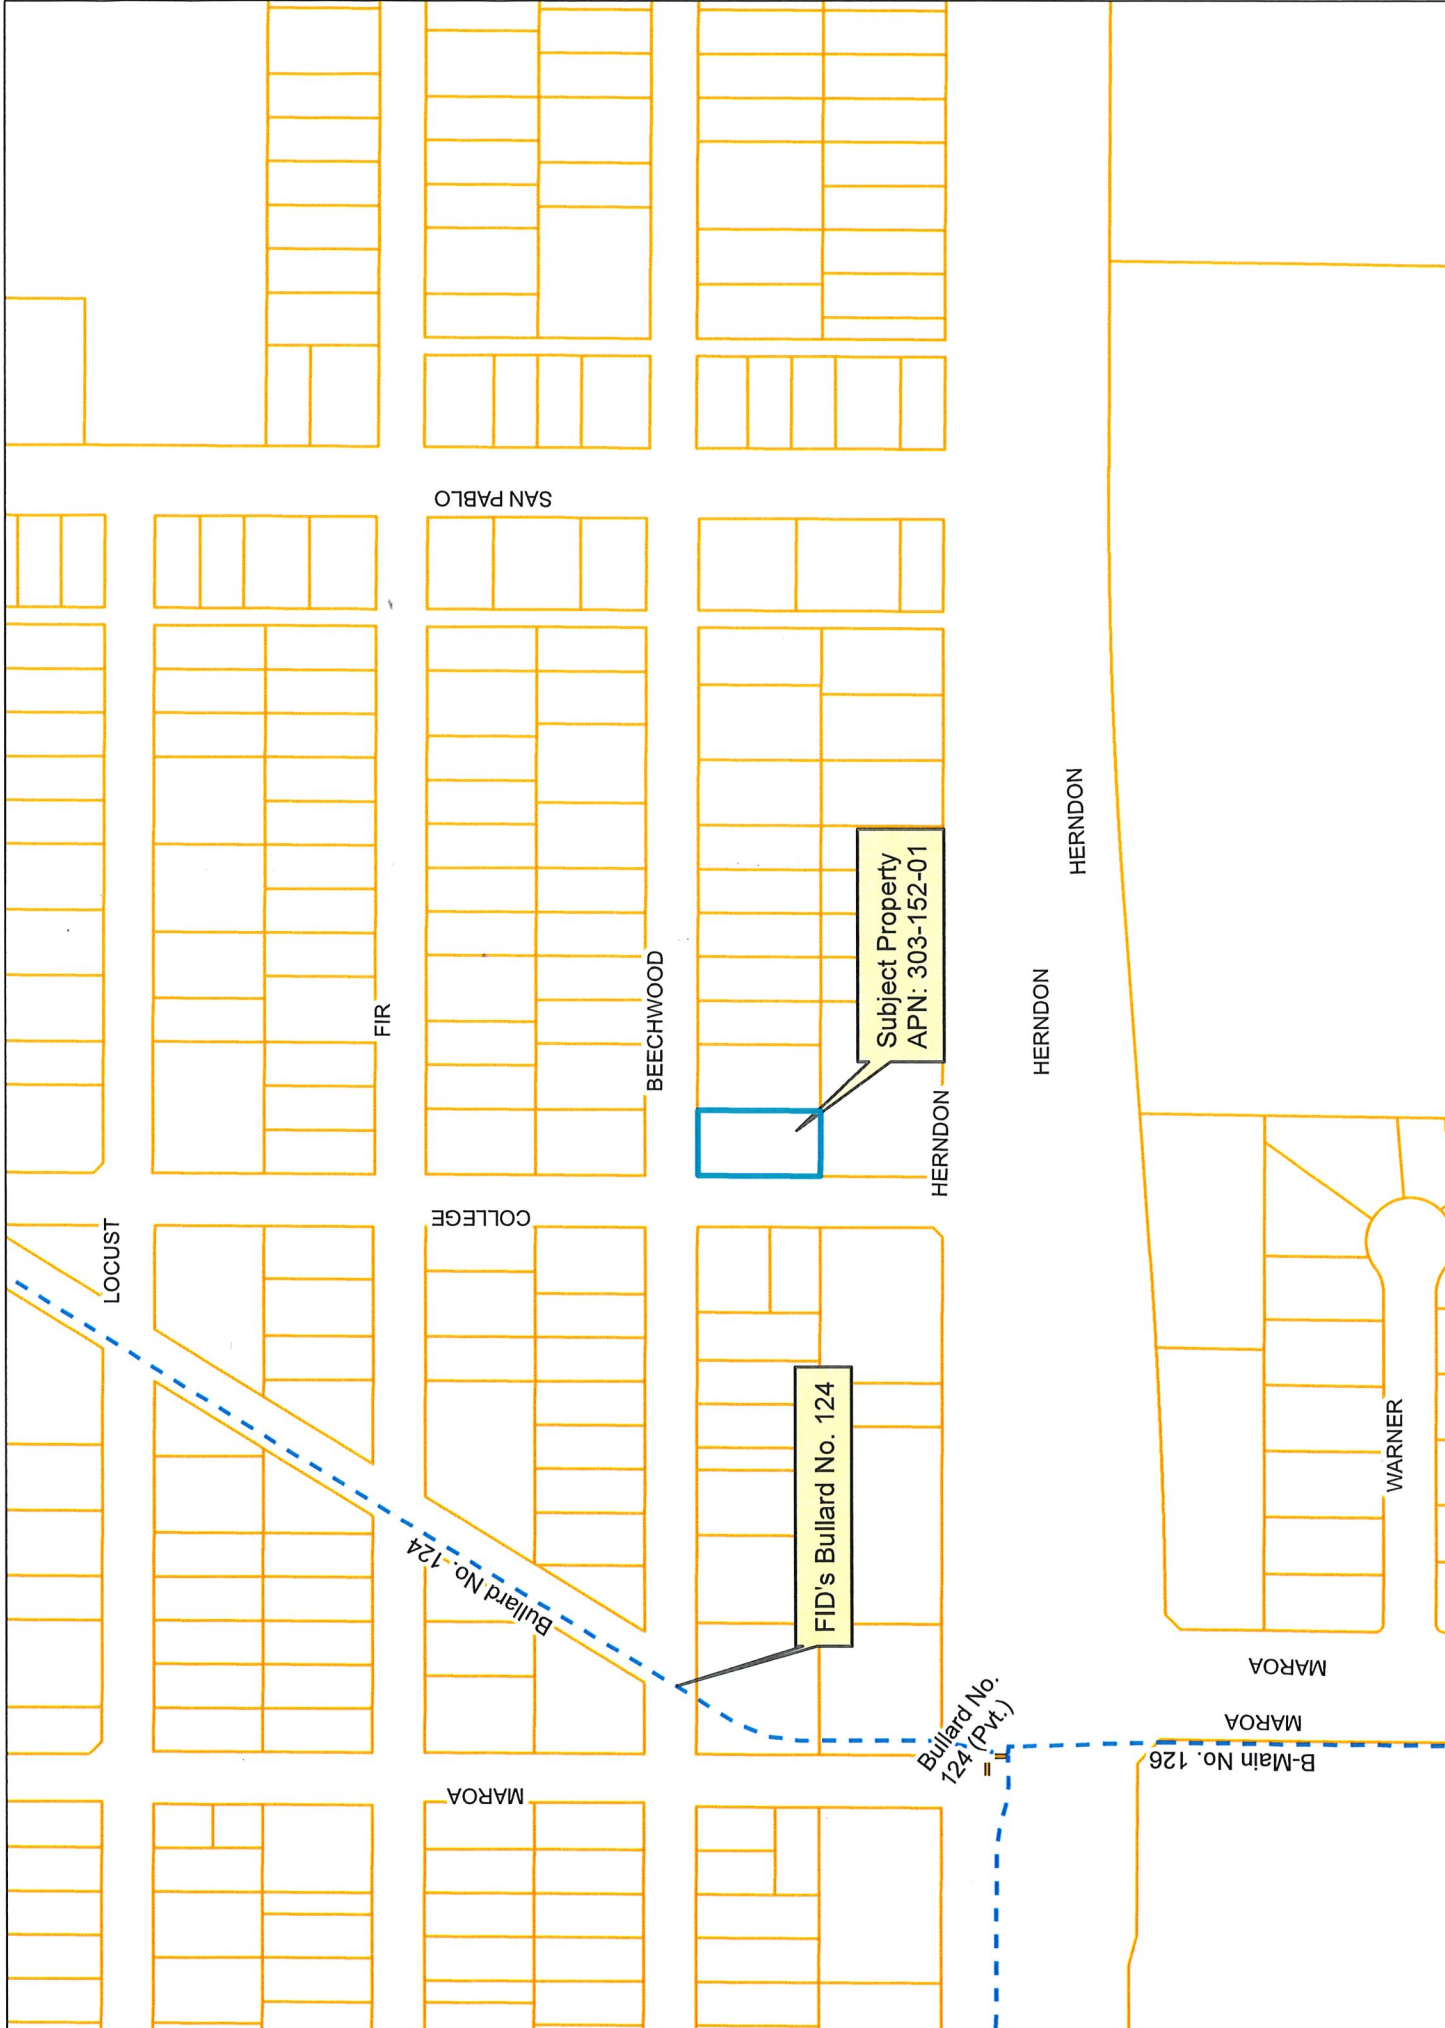 SAN PABLO
FIR
BEECHWOOD
HERNDON
HERNDON
HERNDON
Subject Property
APN: 303-152-01
LOCUST
COLLEGE
FID's Bullard No. 124
Bullard No. 124
WARNER
MAROA
MAROA
MAROA
Bullard No.
124 (Pvt.)
B-Main No. 126